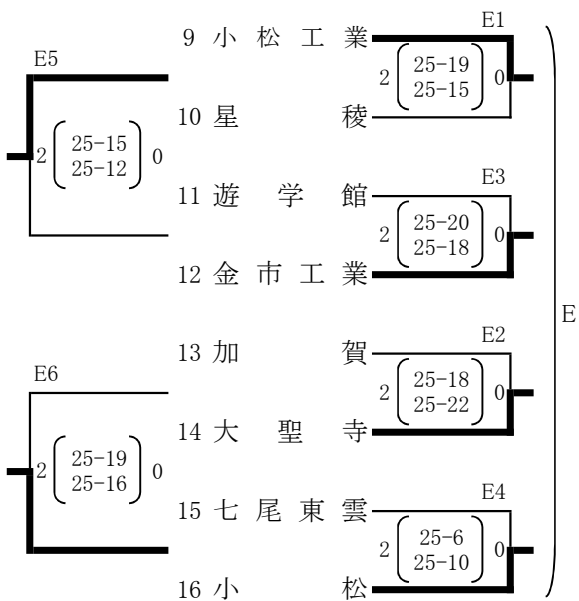 E5
2 25-15 0
25-12
E6
2 25-19 0
25-16
9 小松工業
10 星稜
11 遊学館
12 金市工業
13 加賀
14 大聖寺
15 七尾東雲
16 小松
E1
2 25-19 0
25-15
E3
2 25-20 0
25-18
E2
2 25-18 0
25-22
E4
2 25-6 0
25-10
E